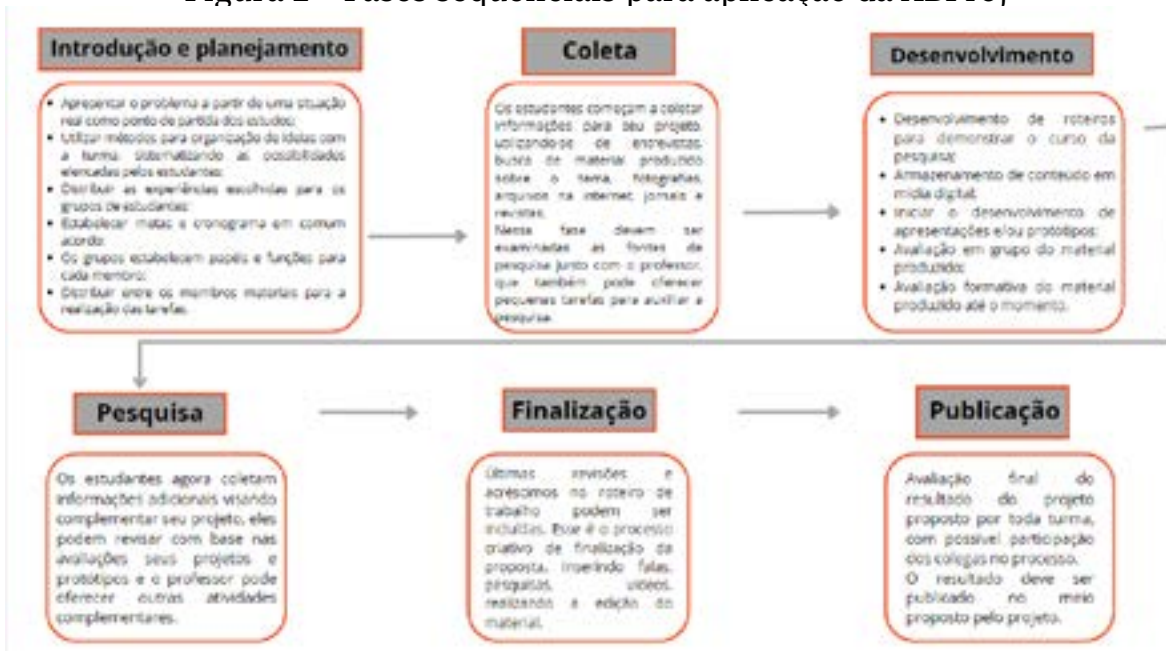 Introdução e planejamento
• Apresentar o problema a partir de uma situação
real como ponto de partida dos estudos;
• Utilizar métodos para organização de ideias com
a turma, sistematizando as possibilidades
elencadas pelos estudantes;
• Distribuir as experiências escolhidas para os
grupos de estudantes;
• Estabelecer metas e cronograma em comum
acordo;
• Os grupos estabelecem papéis e funções para
cada membro;
• Distribuir entre os membros materiais para a
realização das tarefas.
Coleta
Os estudantes começam a coletar
informações para seu projeto,
utilizando-se de entrevistas,
busca de material produzido
sobre o tema, fotografias,
arquivos na internet, jornais e
revistas.
Nessa fase devem ser
examinadas as fontes de
pesquisa junto com o professor,
que também pode oferecer
pequenas tarefas para auxiliar a
pesquisa.
Desenvolvimento
• Desenvolvimento de roteiros
para demonstrar o curso da
pesquisa;
• Armazenamento de conteúdo em
mídia digital;
• Iniciar o desenvolvimento de
apresentações e/ou protótipos;
• Avaliação em grupo do material
produzido;
• Avaliação formativa do material
produzido até o momento.
Pesquisa
Os estudantes agora coletam
informações adicionais visando
complementar seu projeto, eles
podem revisar com base nas
avaliações seus projetos e
protótipos e o professor pode
oferecer outras atividades
complementares.
Finalização
Últimas revisões e
acréscimos no roteiro de
trabalho podem ser
incluídas. Esse é o processo
criativo de finalização da
proposta, inserindo falas,
pesquisas, vídeos,
realizando a edição do
material.
Publicação
Avaliação final do
resultado do projeto
proposto por toda turma,
com possível participação
dos colegas no processo.
O resultado deve ser
publicado no meio
proposto pelo projeto.